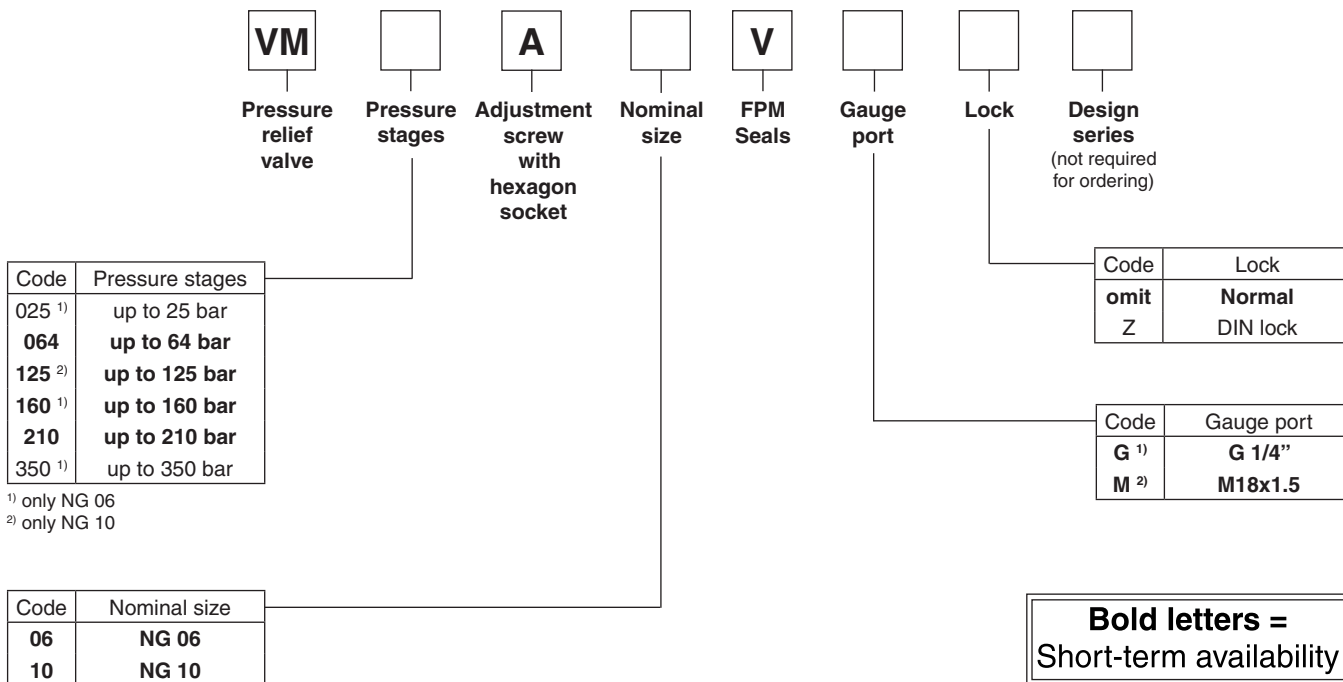 VM A V
Pressure relief valve
Pressure stages
Adjustment screw with hexagon socket
Nominal size
FPM Seals
Gauge port
Lock
Design series
(not required for ordering)
Code Pressure stages
025 1) up to 25 bar
064 up to 64 bar
125 2) up to 125 bar
160 1) up to 160 bar
210 up to 210 bar
350 1) up to 350 bar
1) only NG 06
2) only NG 10
Code Nominal size
06 NG 06
10 NG 10
Code Lock
omit Normal
Z DIN lock
Code Gauge port
G 1) G 1/4”
M 2) M18x1.5
Bold letters =
Short-term availability